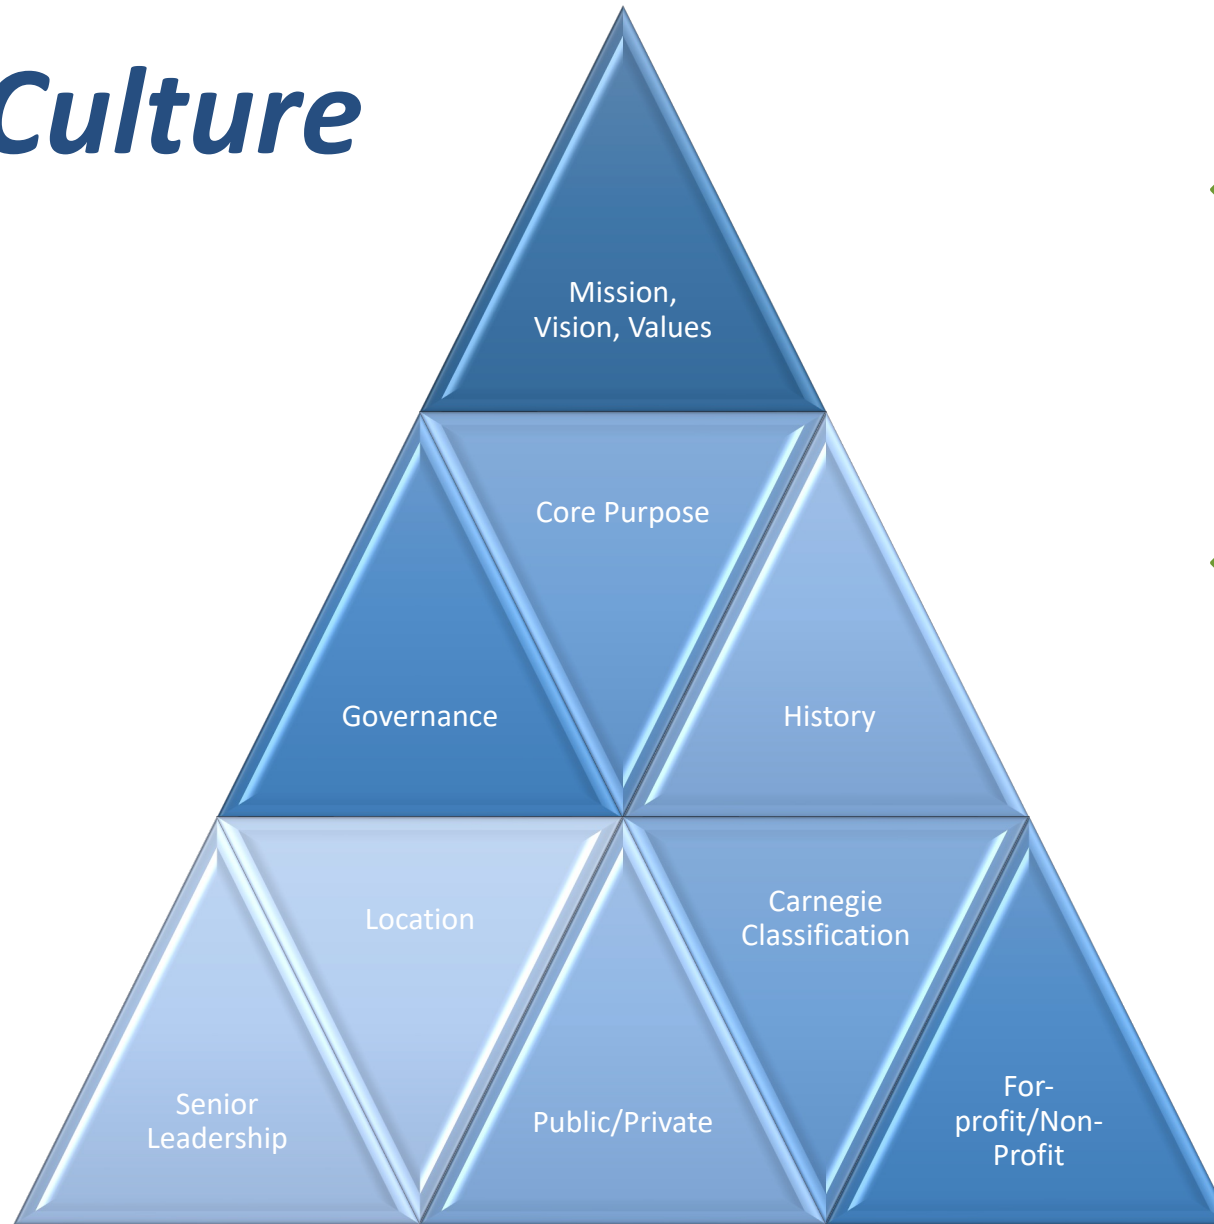 Culture
Mission,
Vision, Values
Core Purpose
Governance
History
Location
Carnegie
Classification
Senior
Leadership
Public/Private
For-
profit/Non-
Profit